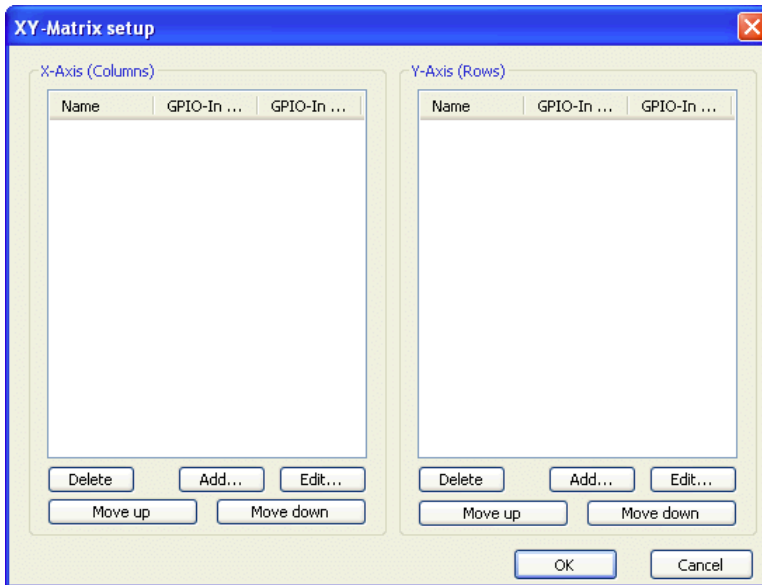 XY-Matrix setup
X-Axis (Columns)
Name GPIO-In ... GPIO-In ...
Delete Add... Edit...
Move up Move down
Y-Axis (Rows)
Name GPIO-In ... GPIO-In ...
Delete Add... Edit...
Move up Move down
OK Cancel